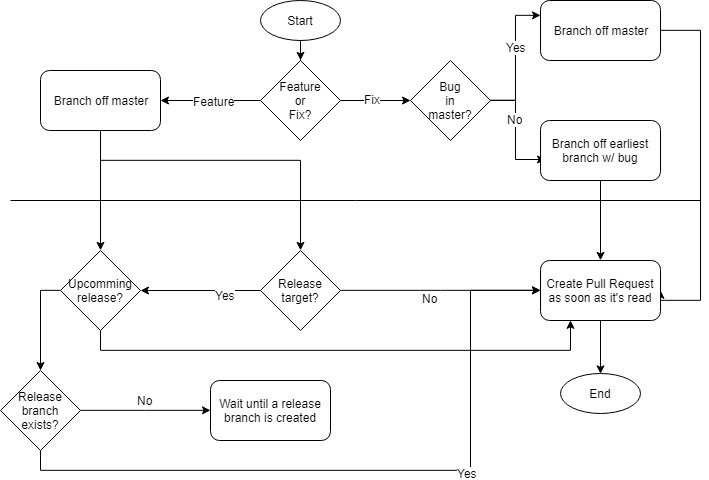 Start
Feature
or
Fix?
Feature
Fix
Bug
in
master?
Yes
No
Branch off master
Branch off master
Branch off earliest
branch w/ bug
Upcomming
release?
Yes
Release
target?
No
Create Pull Request
as soon as it's read
Release
branch
exists?
No
Wait until a release
branch is created
End
Yes